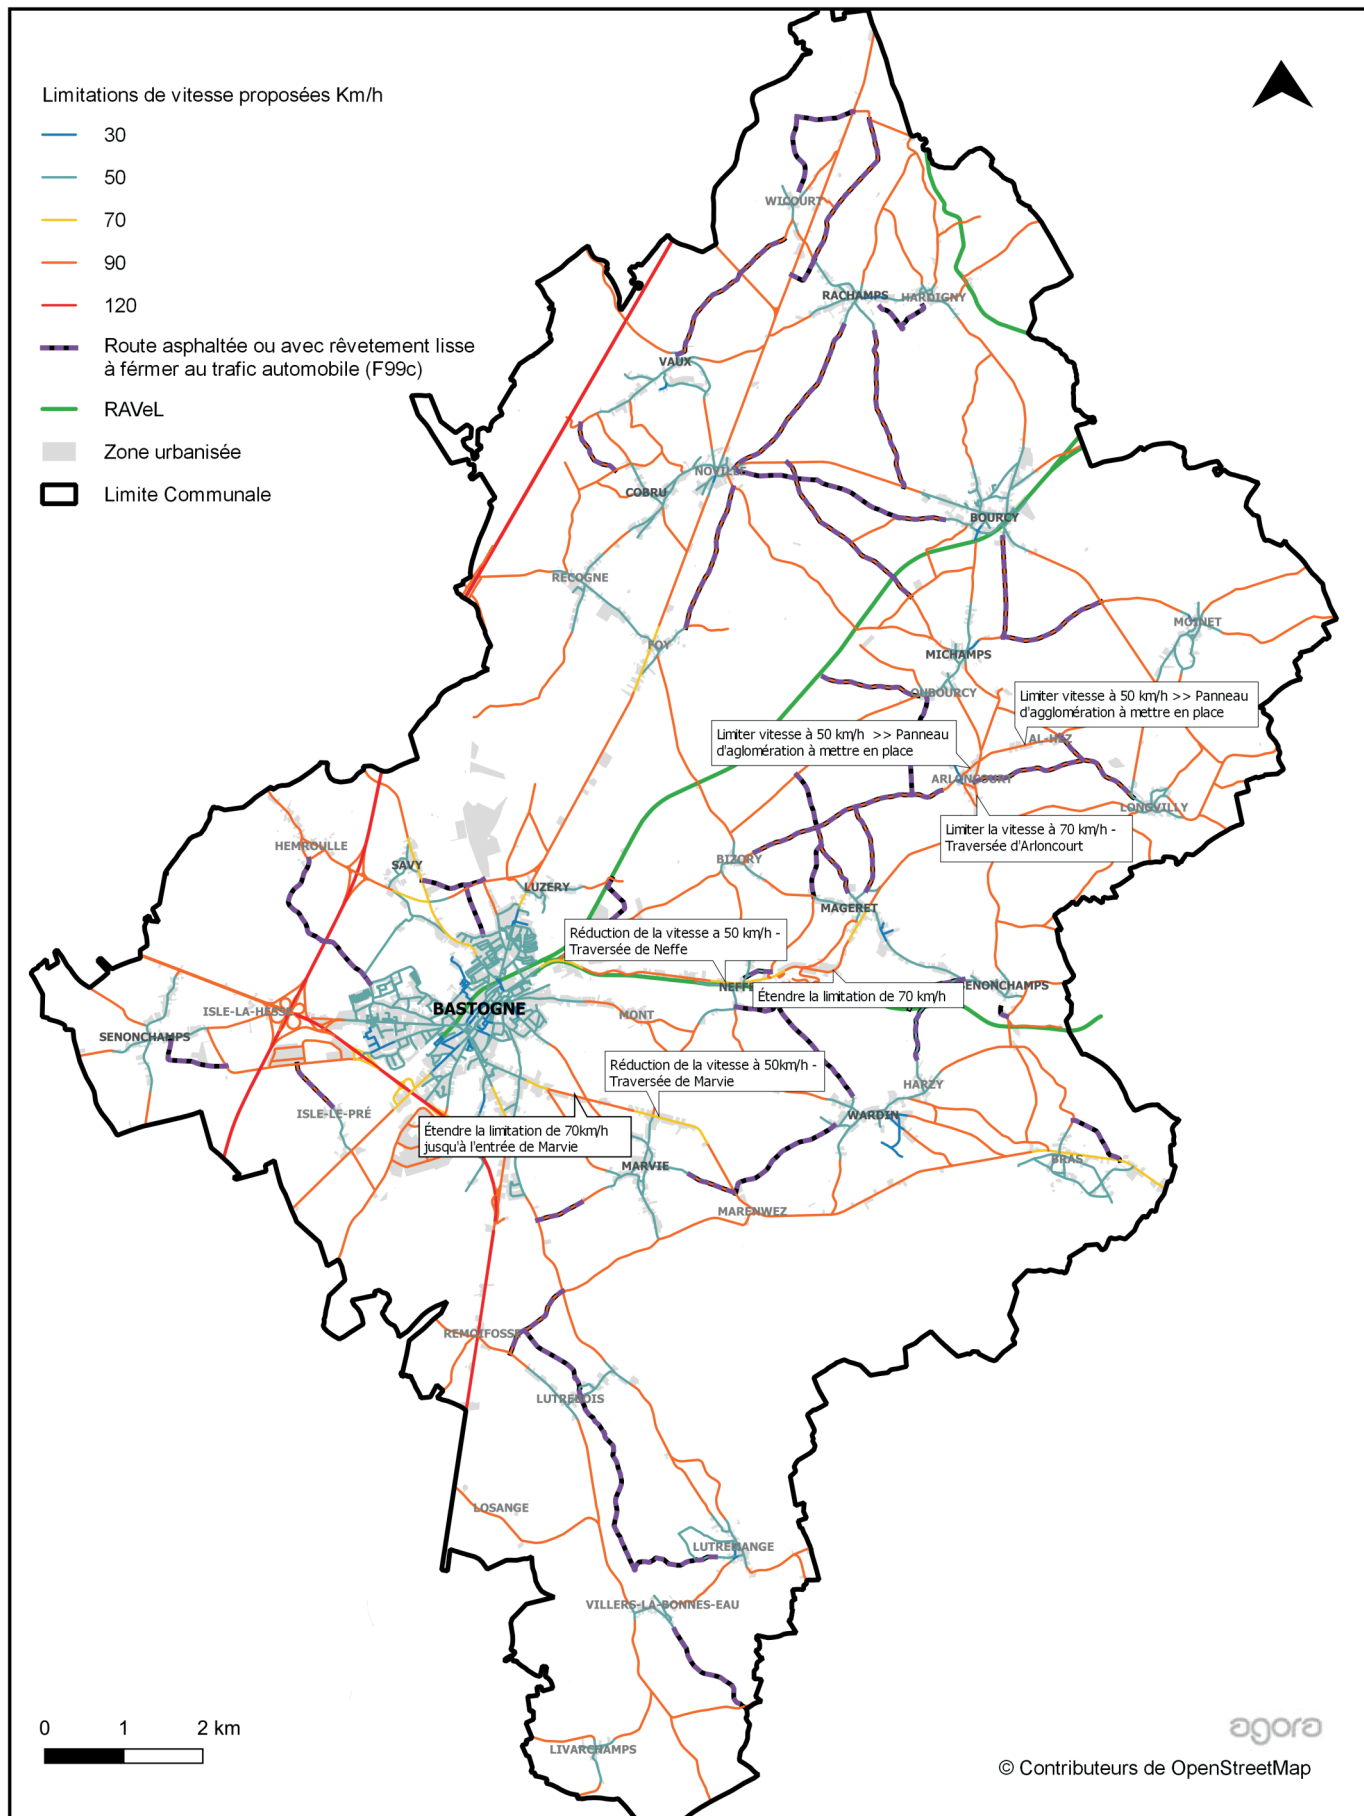 Limitations de vitesse proposées Km/h
30
50
70
90
120
Route asphaltée ou avec rêvetement lisse
à férmer au trafic automobile (F99c)
RAVeL
Zone urbanisée
Limite Communale
WICOURT
RACHAMPS
HARDIGNY
VAUX
NOVILLE
COBRU
BOURCY
RECOGNE
MOINET
FOY
MICHAMPS
OUBOURCY
Limiter vitesse à 50 km/h >> Panneau
d'agglomération à mettre en place
Limiter vitesse à 50 km/h >> Panneau
d'aglomération à mettre en place
AL-HEZ
ARLONCOURT
LONGVILLY
Limiter la vitesse à 70 km/h -
Traversée d'Arloncourt
HEMROULLE
SAVY
BIZORY
LUZERY
MAGERET
Réduction de la vitesse a 50 km/h -
Traversée de Neffe
NEFFE
Étendre la limitation de 70 km/h
BENONCHAMPS
ISLE-LA-HESSE
BASTOGNE
MONT
SENONCHAMPS
Réduction de la vitesse à 50km/h -
Traversée de Marvie
HARZY
ISLE-LE-PRÉ
WARDIN
Étendre la limitation de 70km/h
jusqu'à l'entrée de Marvie
MARVIE
BRAS
MARENWEZ
REMOIFOSSE
LUTREBOIS
LOSANGE
LUTREMANGE
VILLERS-LA-BONNES-EAU
LIVARCHAMPS
0 1 2 km
agora
© Contributeurs de OpenStreetMap